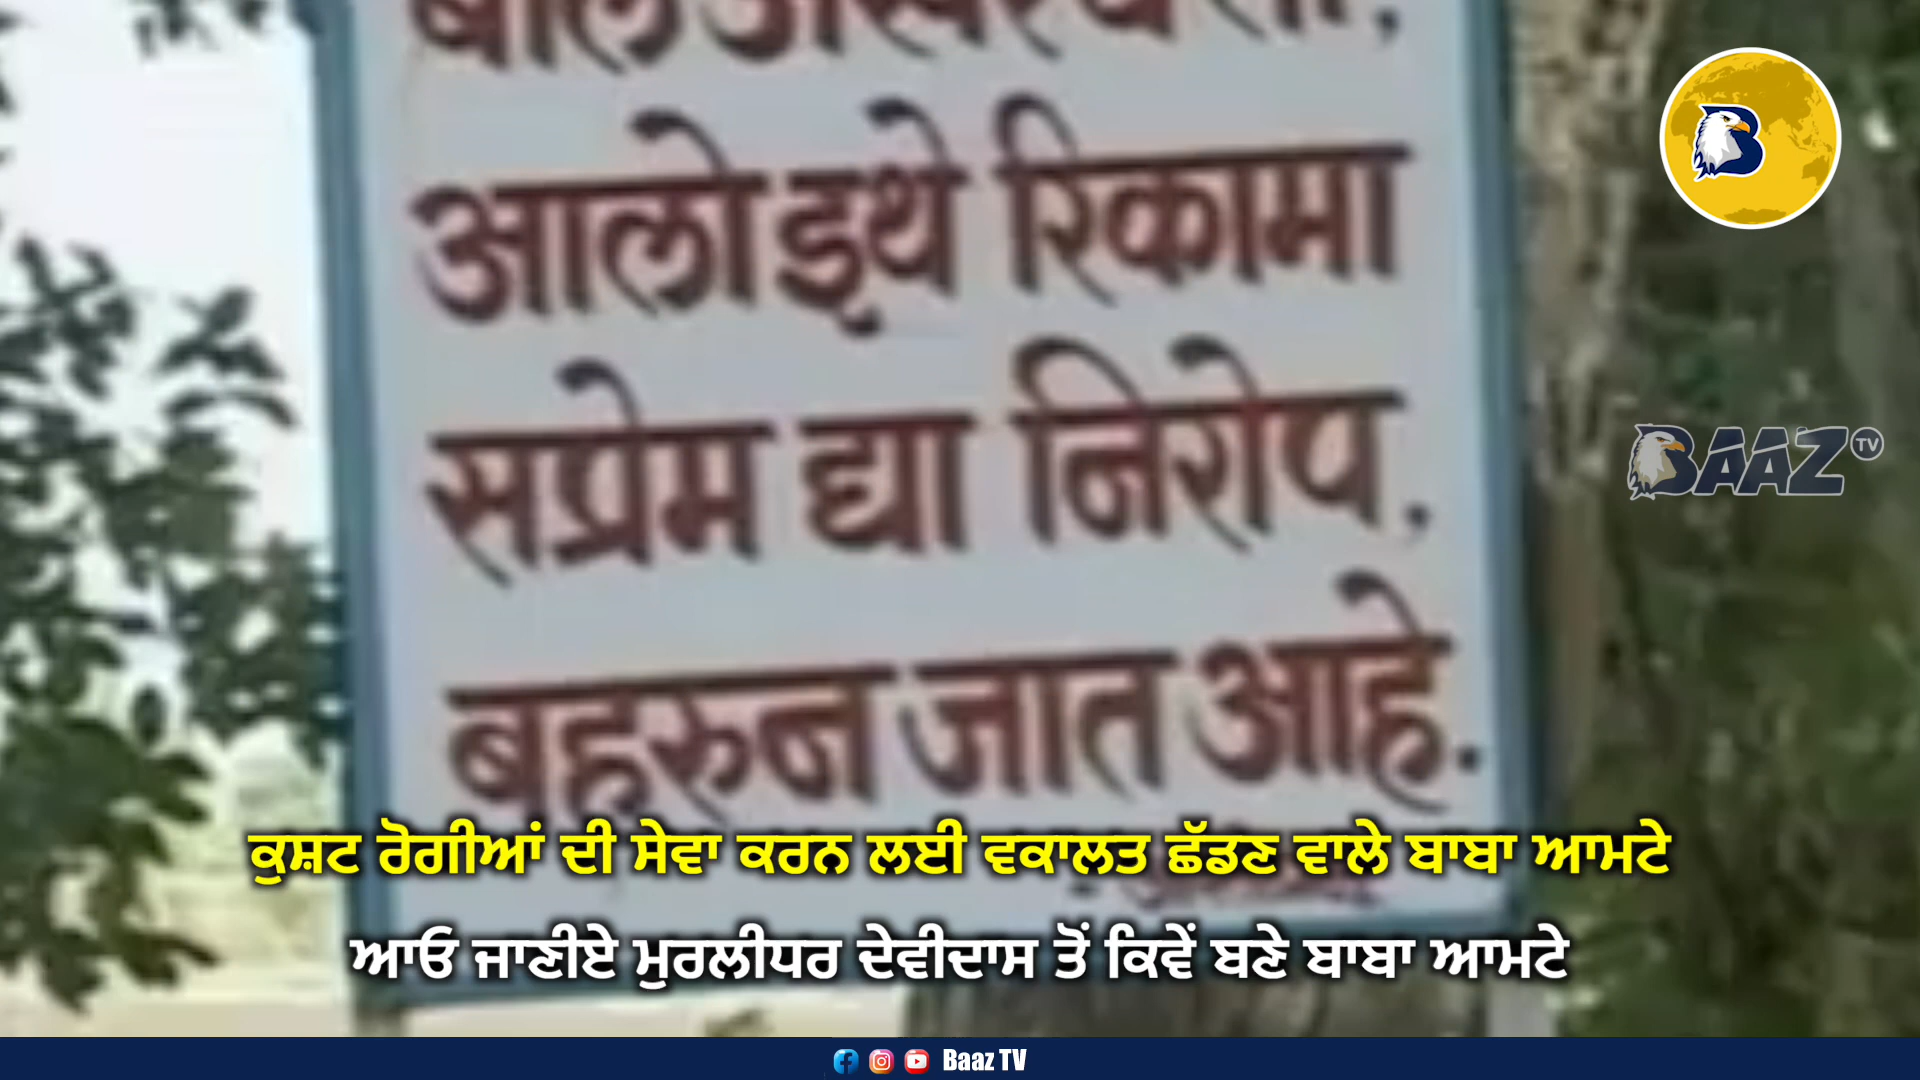 आलो इथे रिकामा
सप्रेम द्या निरोप,
बहरुन जात आहे.
ਕੁਸ਼ਟ ਰੋਗੀਆਂ ਦੀ ਸੇਵਾ ਕਰਨ ਲਈ ਵਕਾਲਤ ਛੱਡਣ ਵਾਲੇ ਬਾਬਾ ਆਮਟੇ
ਆਓ ਜਾਣੀਏ ਮੁਰਲੀਧਰ ਦੇਵੀਦਾਸ ਤੋਂ ਕਿਵੇਂ ਬਣੇ ਬਾਬਾ ਆਮਟੇ
BAAZ TV
Baaz TV